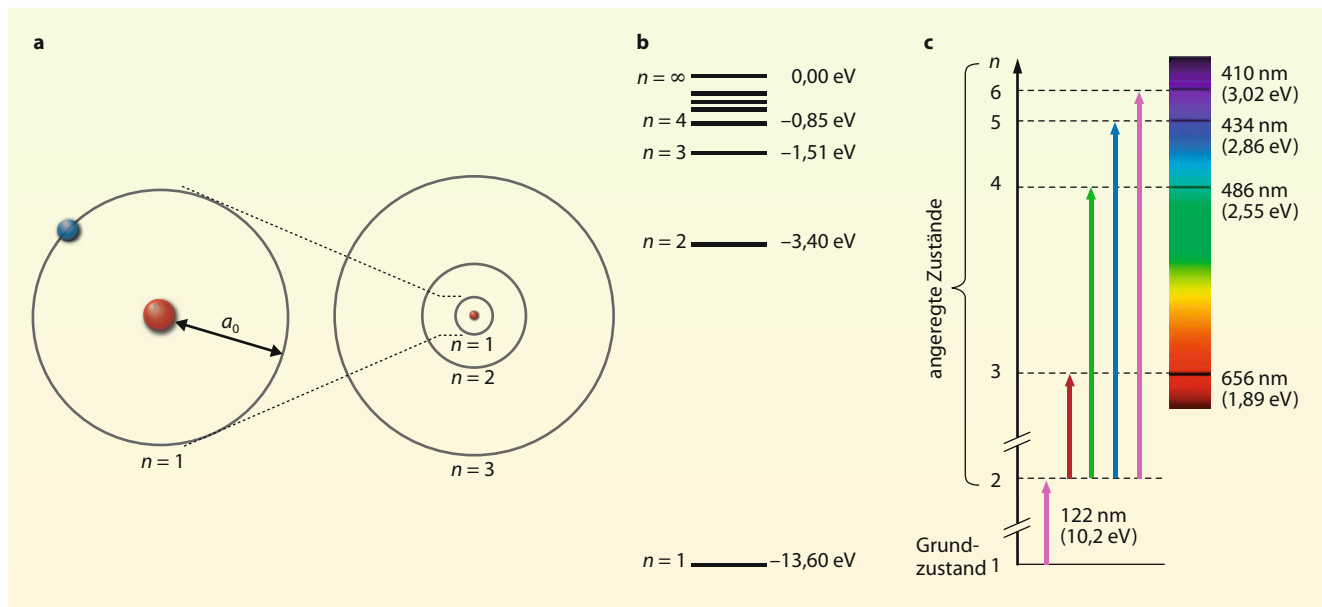 a
a₀
n = 1
n = 1
n = 2
n = 3
b
n = ∞ 0,00 eV
n = 4 –0,85 eV
n = 3 –1,51 eV
n = 2 –3,40 eV
n = 1 –13,60 eV
c
angeregte Zustände
n
6
5
4
3
2
Grund-
zustand 1
122 nm
(10,2 eV)
410 nm
(3,02 eV)
434 nm
(2,86 eV)
486 nm
(2,55 eV)
656 nm
(1,89 eV)